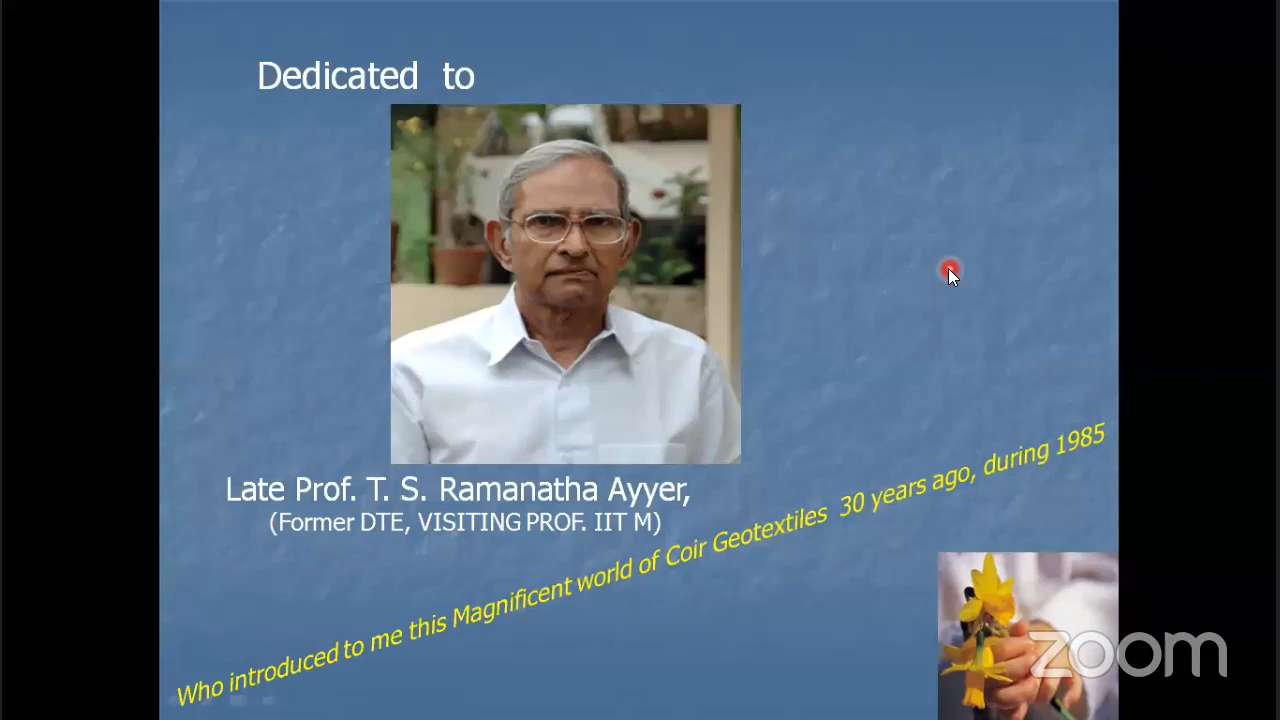 Dedicated to
Late Prof. T. S. Ramanatha Ayyer,
(Former DTE, VISITING PROF. IIT M)
Who introduced to me this Magnificent world of Coir Geotextiles 30 years ago, during 1985
zoom